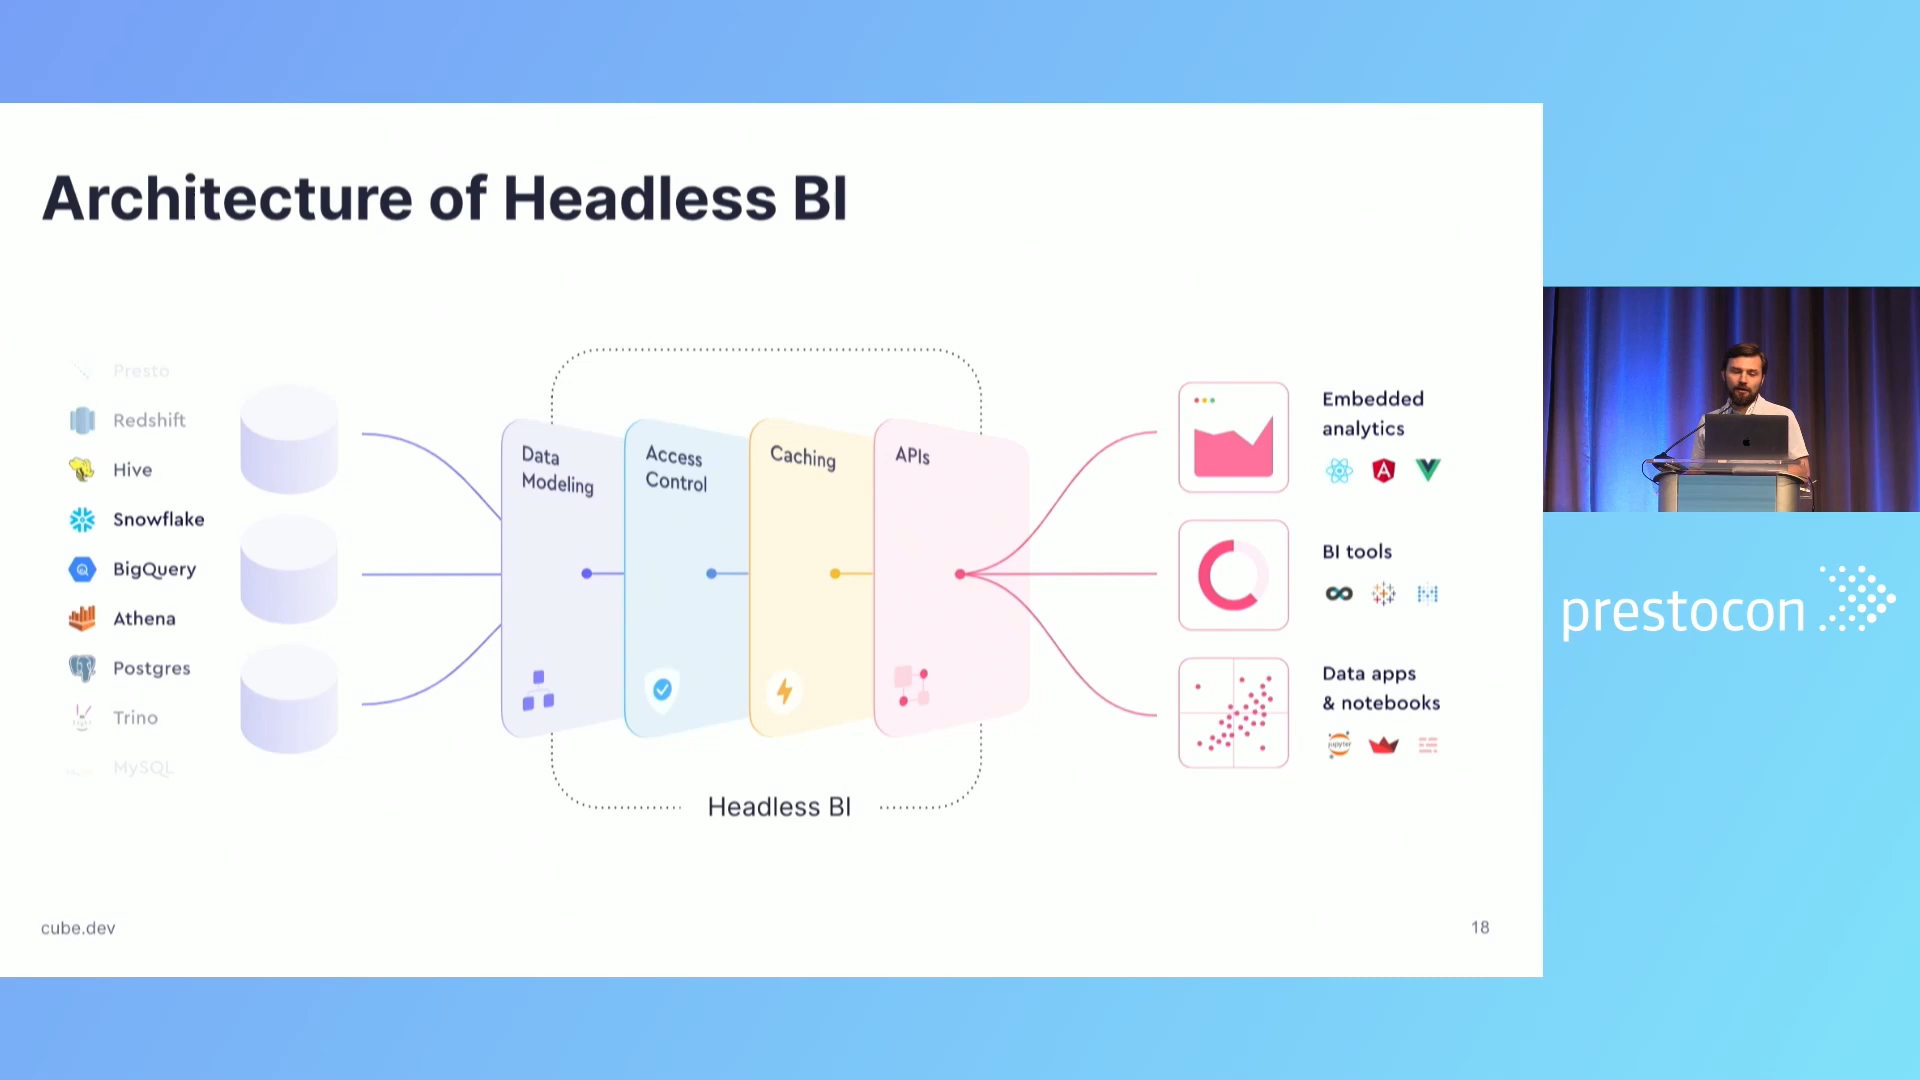 Architecture of Headless BI
Presto
Redshift
Hive
Snowflake
BigQuery
Athena
Postgres
Trino
MySQL
Data
Modeling
Access
Control
Caching
APIs
Headless BI
Embedded
analytics
BI tools
Data apps
& notebooks
jupyter
cube.dev
18
prestocon